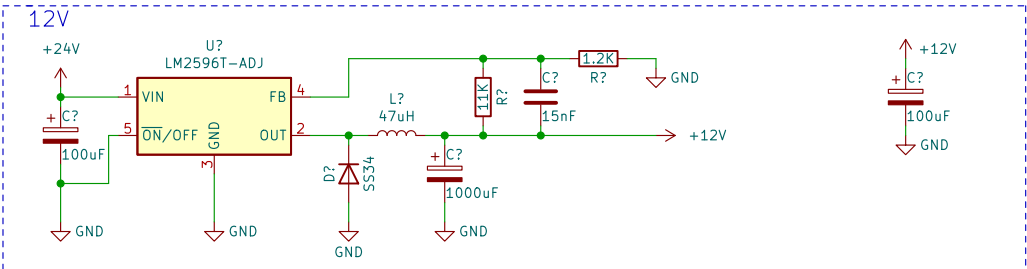 12V
+24V
U?
LM2596T-ADJ
1
VIN
FB
4
5
ON/OFF
GND
OUT
2
3
+
C?
100uF
GND
GND
L?
47uH
D?
SS34
GND
+
C?
1000uF
GND
11K
R?
C?
15nF
1.2K
R?
GND
+12V
+12V
+
C?
100uF
GND